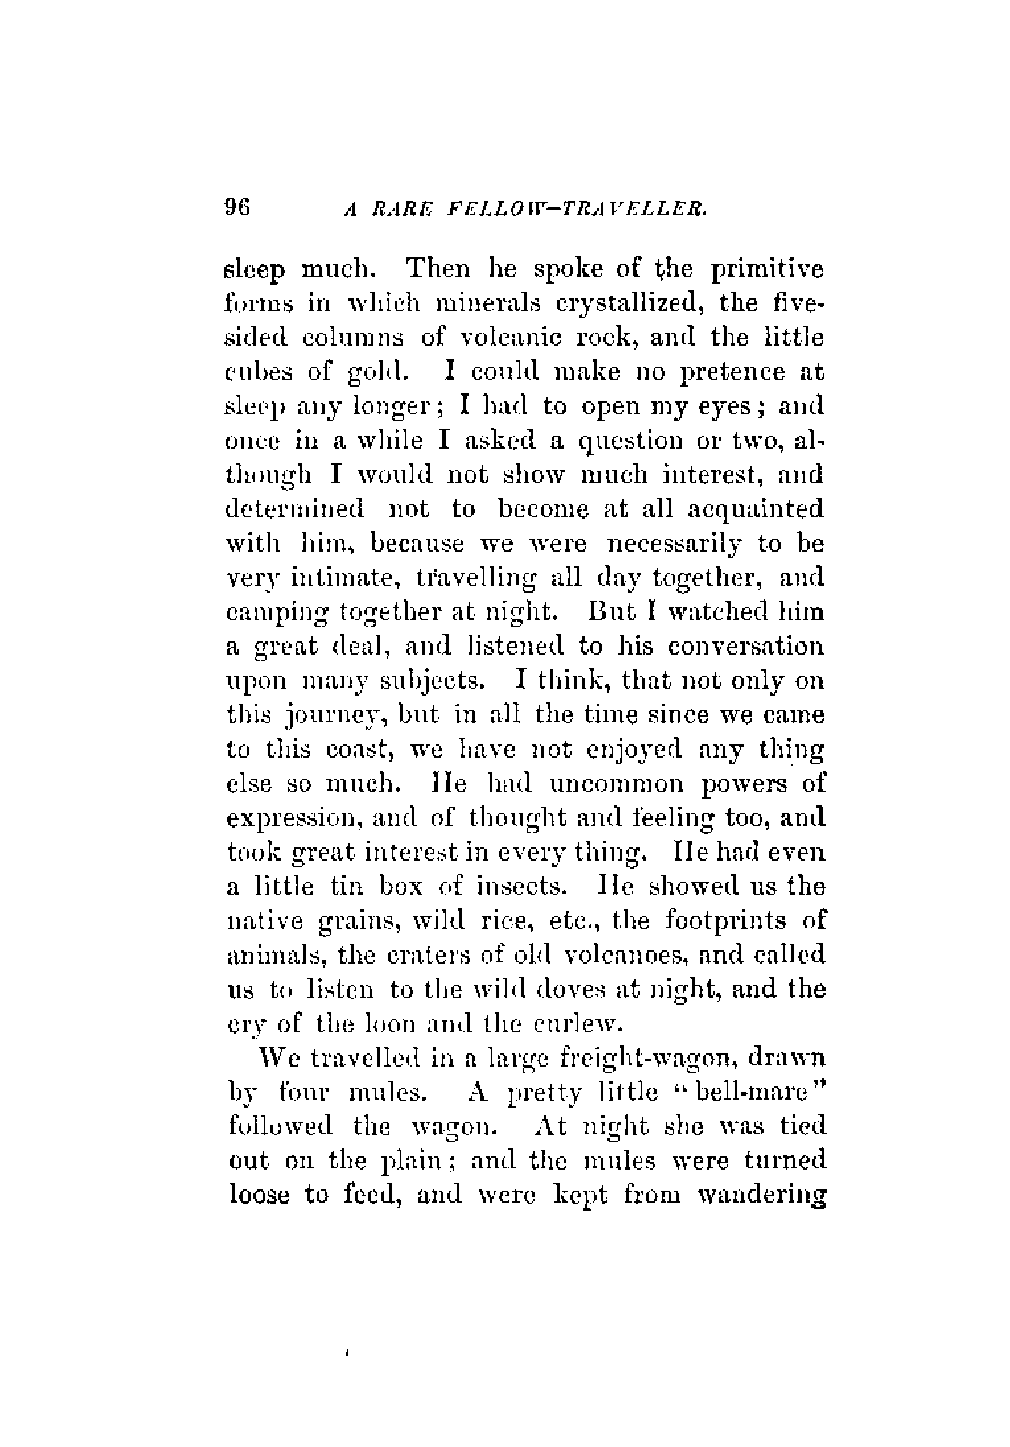 96 A RARE FELLOW-TRAVELLER.
sleep much. Then he spoke of the primitive
forms in which minerals crystallized, the five-
sided columns of volcanic rock, and the little
cubes of gold. I could make no pretence at
sleep any longer; I had to open my eyes; and
once in a while I asked a question or two, al-
though I would not show much interest, and
determined not to become at all acquainted
with him, because we were necessarily to be
very intimate, travelling all day together, and
camping together at night. But I watched him
a great deal, and listened to his conversation
upon many subjects. I think, that not only on
this journey, but in all the time since we came
to this coast, we have not enjoyed any thing
else so much. He had uncommon powers of
expression, and of thought and feeling too, and
took great interest in every thing. He had even
a little tin box of insects. He showed us the
native grains, wild rice, etc., the footprints of
animals, the craters of old volcanoes, and called
us to listen to the wild doves at night, and the
cry of the loon and the curlew.
We travelled in a large freight-wagon, drawn
by four mules. A pretty little "bell-mare"
followed the wagon. At night she was tied
out on the plain; and the mules were turned
loose to feed, and were kept from wandering